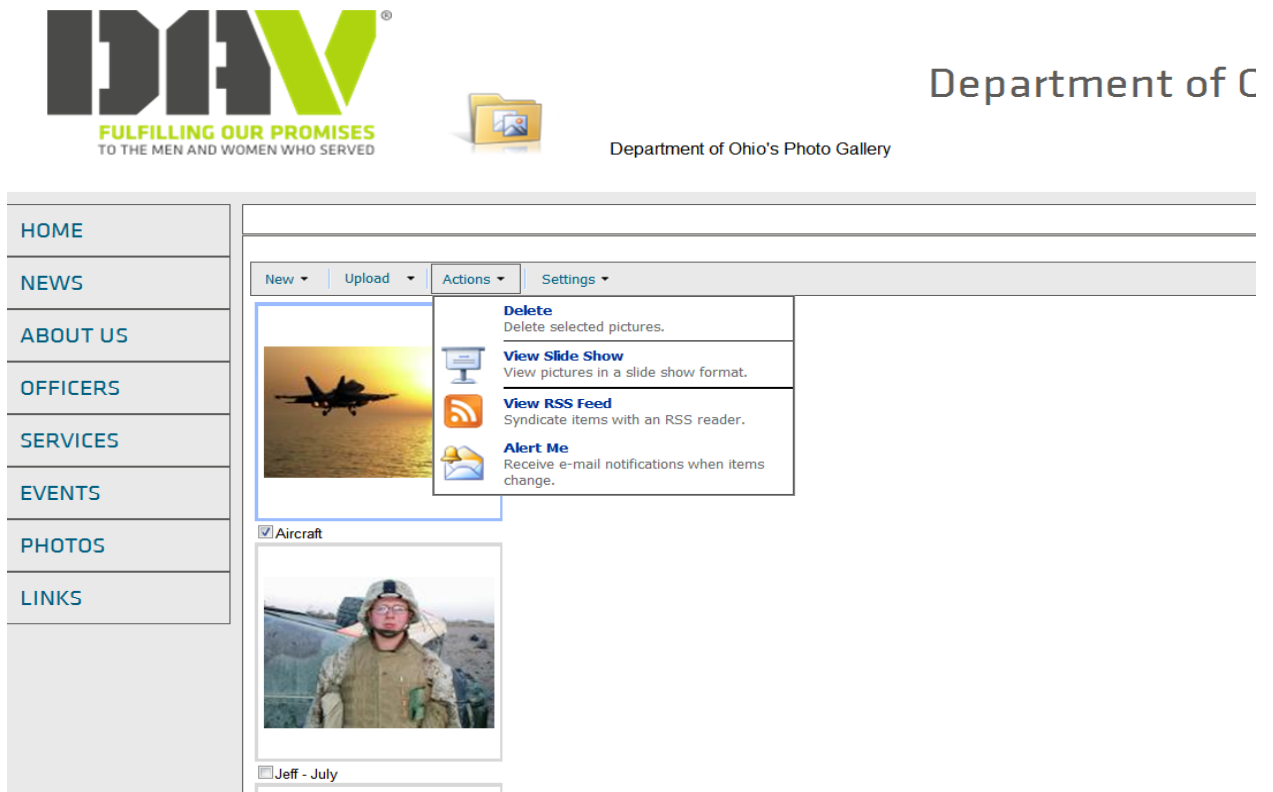 DAV®
FULFILLING OUR PROMISES
TO THE MEN AND WOMEN WHO SERVED
Department of
Department of Ohio's Photo Gallery
HOME
NEWS
ABOUT US
OFFICERS
SERVICES
EVENTS
PHOTOS
LINKS
New Upload Actions Settings
Delete
Delete selected pictures.
View Slide Show
View pictures in a slide show format.
View RSS Feed
Syndicate items with an RSS reader.
Alert Me
Receive e-mail notifications when items
change.
Aircraft
Jeff - July